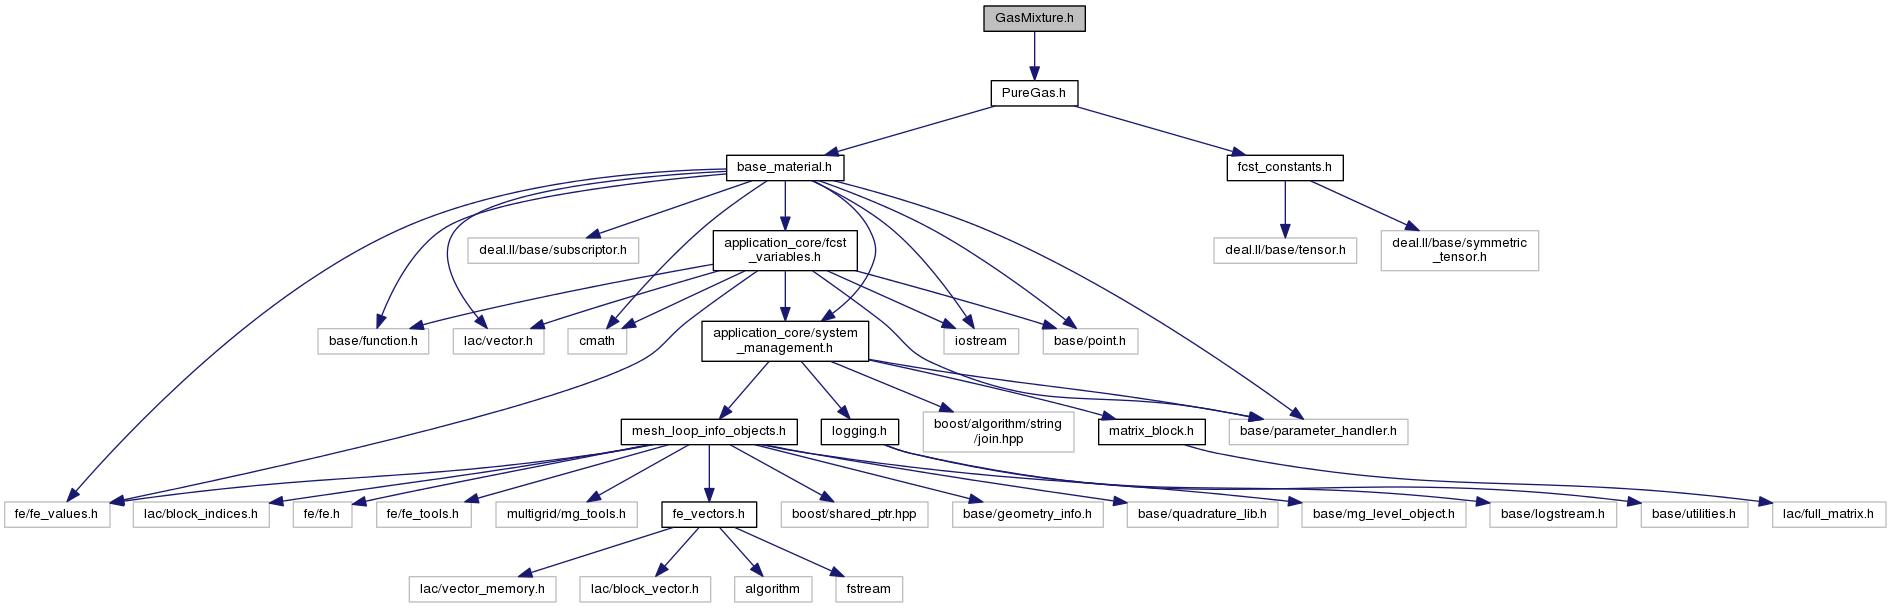 GasMixture.h
PureGas.h
base_material.h
fcst_constants.h
deal.II/base/subscriptor.h
application_core/fcst
_variables.h
deal.II/base/tensor.h
deal.II/base/symmetric
_tensor.h
base/function.h
lac/vector.h
cmath
application_core/system
_management.h
iostream
base/point.h
mesh_loop_info_objects.h
logging.h
boost/algorithm/string
/join.hpp
matrix_block.h
base/parameter_handler.h
fe/fe_values.h
lac/block_indices.h
fe/fe.h
fe/fe_tools.h
multigrid/mg_tools.h
fe_vectors.h
boost/shared_ptr.hpp
base/geometry_info.h
base/quadrature_lib.h
base/mg_level_object.h
base/logstream.h
base/utilities.h
lac/full_matrix.h
lac/vector_memory.h
lac/block_vector.h
algorithm
fstream